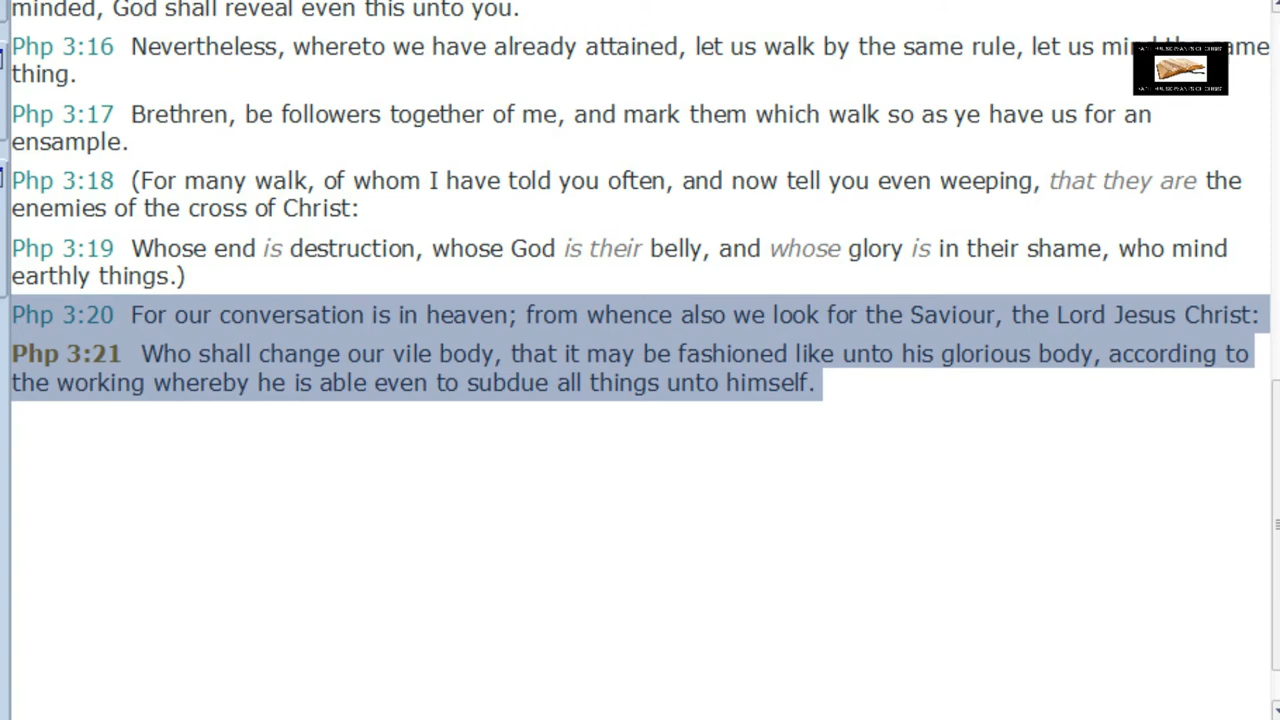 minded, God shall reveal even this unto you.
Php 3:16 Nevertheless, whereto we have already attained, let us walk by the same rule, let us mind the same
thing.
Php 3:17 Brethren, be followers together of me, and mark them which walk so as ye have us for an
ensample.
Php 3:18 (For many walk, of whom I have told you often, and now tell you even weeping, that they are the
enemies of the cross of Christ:
Php 3:19 Whose end is destruction, whose God is their belly, and whose glory is in their shame, who mind
earthly things.)
Php 3:20 For our conversation is in heaven; from whence also we look for the Saviour, the Lord Jesus Christ:
Php 3:21 Who shall change our vile body, that it may be fashioned like unto his glorious body, according to
the working whereby he is able even to subdue all things unto himself.